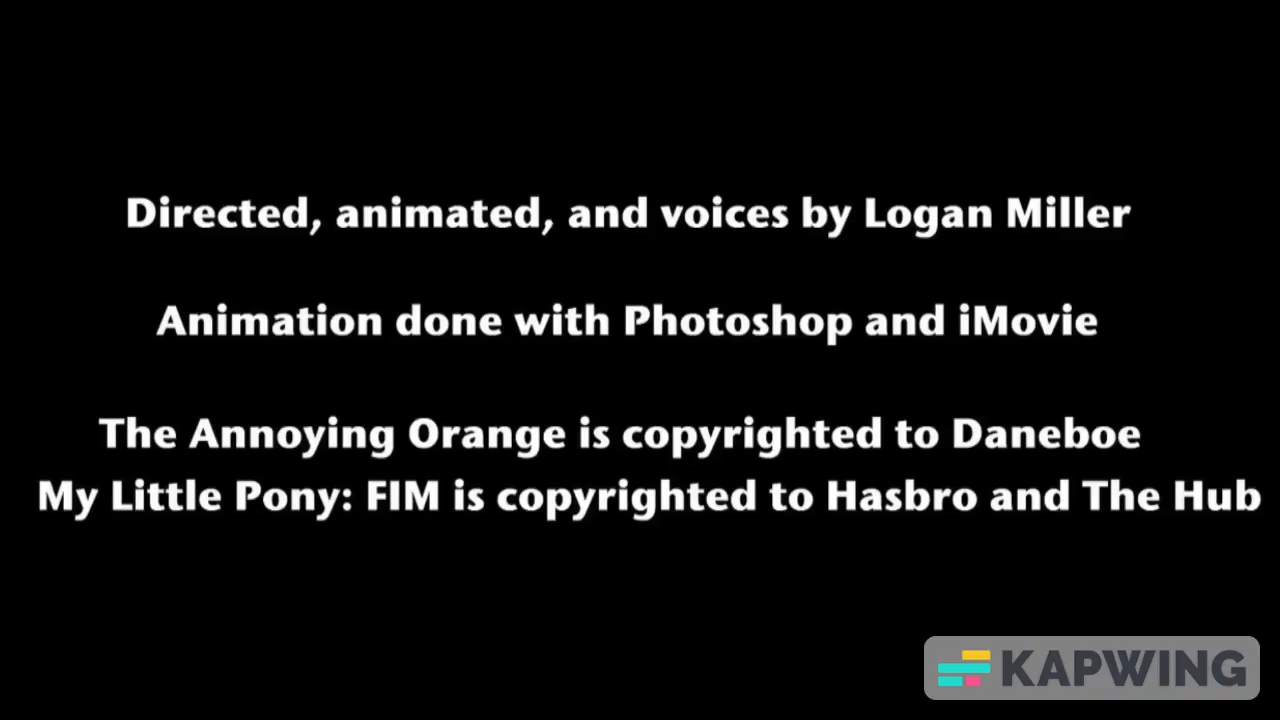 Directed, animated, and voices by Logan Miller
Animation done with Photoshop and iMovie
The Annoying Orange is copyrighted to Daneboe
My Little Pony: FIM is copyrighted to Hasbro and The Hub
KAPWING